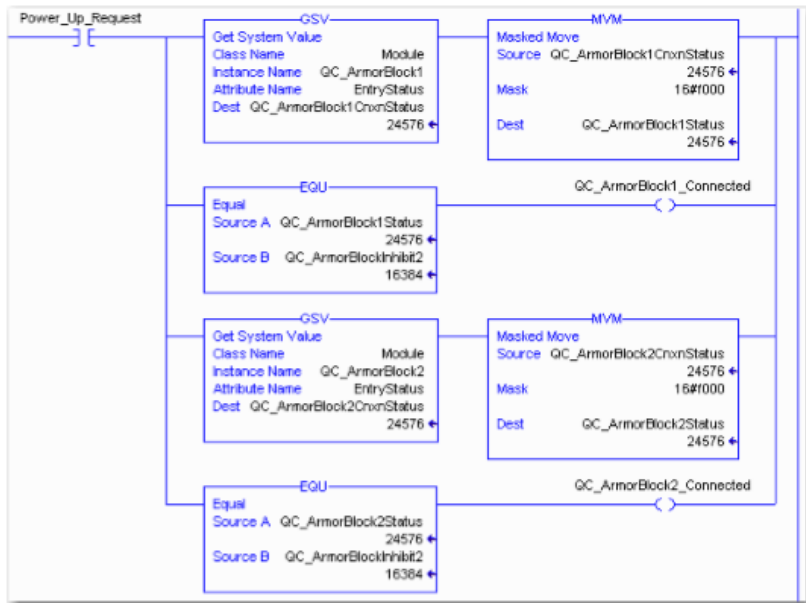 Power_Up_Request
GSV
Get System Value
Class Name Module
Instance Name QC_ArmorBlock1
Attribute Name EntryStatus
Dest QC_ArmorBlock1CnxnStatus
24576
MVM
Masked Move
Source QC_ArmorBlock1CnxnStatus
24576
Mask 16#f000
Dest QC_ArmorBlock1Status
24576
EQU
Equal
Source A QC_ArmorBlock1Status
24576
Source B QC_ArmorBlockInhibit2
16384
QC_ArmorBlock1_Connected
GSV
Get System Value
Class Name Module
Instance Name QC_ArmorBlock2
Attribute Name EntryStatus
Dest QC_ArmorBlock2CnxnStatus
24576
MVM
Masked Move
Source QC_ArmorBlock2CnxnStatus
24576
Mask 16#f000
Dest QC_ArmorBlock2Status
24576
EQU
Equal
Source A QC_ArmorBlock2Status
24576
Source B QC_ArmorBlockInhibit2
16384
QC_ArmorBlock2_Connected